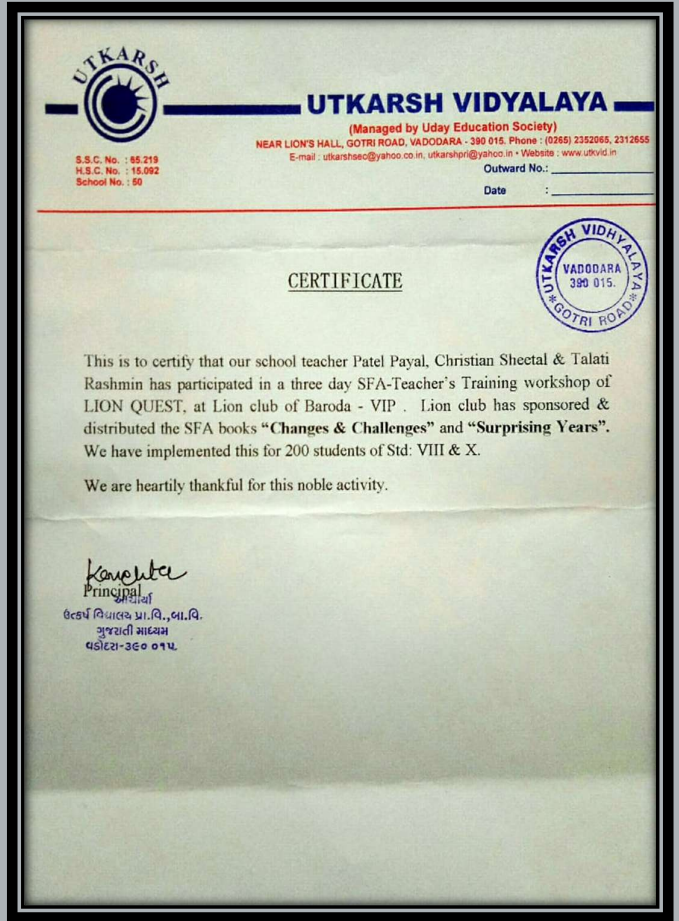 UTKARSH
UTKARSH VIDYALAYA
(Managed by Uday Education Society)
NEAR LION'S HALL, GOTRI ROAD, VADODARA - 390 015. Phone : (0265) 2352065, 2312655
E-mail : utkarshsec@yahoo.co.in, utkarshpri@yahoo.in • Website : www.utkvid.in
S.S.C. No. : 65.219
H.S.C. No. : 15.092
School No. : 50
Outward No.:
Date :
UTKARSH VIDHYALAYA
VADODARA
390 015.
*GOTRI ROAD*
CERTIFICATE
This is to certify that our school teacher Patel Payal, Christian Sheetal & Talati
Rashmin has participated in a three day SFA-Teacher's Training workshop of
LION QUEST, at Lion club of Baroda - VIP . Lion club has sponsored &
distributed the SFA books “Changes & Challenges” and “Surprising Years”.
We have implemented this for 200 students of Std: VIII & X.
We are heartily thankful for this noble activity.
Principal
આચાર્યા
ઉત્કર્ષ વિદ્યાલય પ્રા.વિ.,બા.વિ.
ગુજરાતી માધ્યમ
વડોદરા-૩૯૦ ૦૧૫.